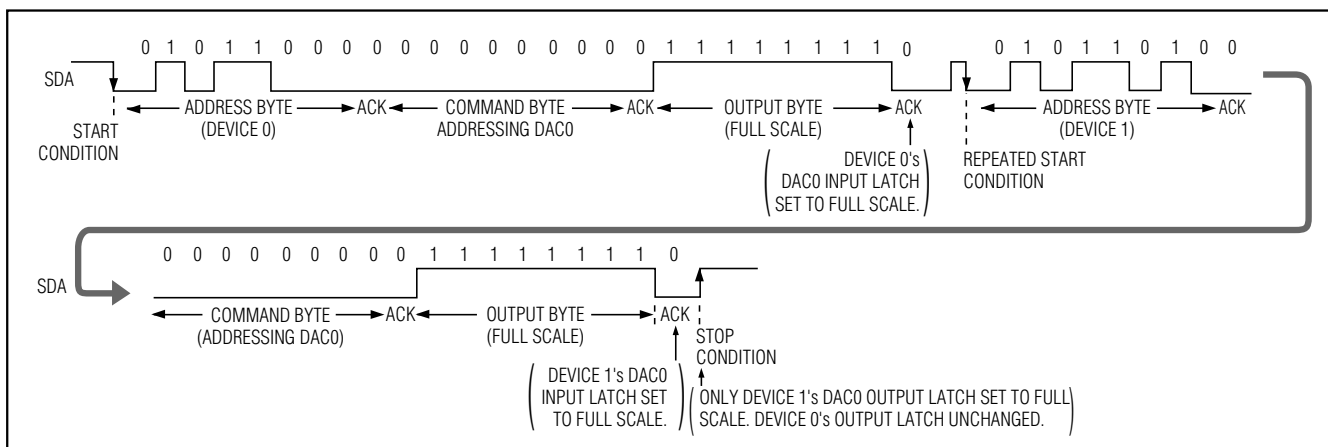 0 1 0 1 1 0 0 0 0 0 0 0 0 0 0 0 0 0 1 1 1 1 1 1 1 1 0 0 1 0 1 1 0 1 0 0
SDA
START
CONDITION
ADDRESS BYTE
(DEVICE 0)
ACK
COMMAND BYTE
ADDRESSING DAC0
ACK
OUTPUT BYTE
(FULL SCALE)
ACK
DEVICE 0's
DAC0 INPUT LATCH
SET TO FULL SCALE.
REPEATED START
CONDITION
ADDRESS BYTE
(DEVICE 1)
ACK
0 0 0 0 0 0 0 0 0 1 1 1 1 1 1 1 1 0
SDA
COMMAND BYTE
(ADDRESSING DAC0)
ACK
OUTPUT BYTE
(FULL SCALE)
ACK
STOP
CONDITION
DEVICE 1's DAC0
INPUT LATCH SET
TO FULL SCALE.
ONLY DEVICE 1's DAC0 OUTPUT LATCH SET TO FULL
SCALE. DEVICE 0's OUTPUT LATCH UNCHANGED.